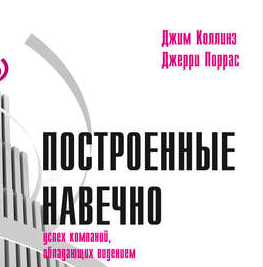 Джим Коллинз
Джерри Поррас
ПОСТРОЕННЫЕ
НАВЕЧНО
успех компаний,
обладающих видением